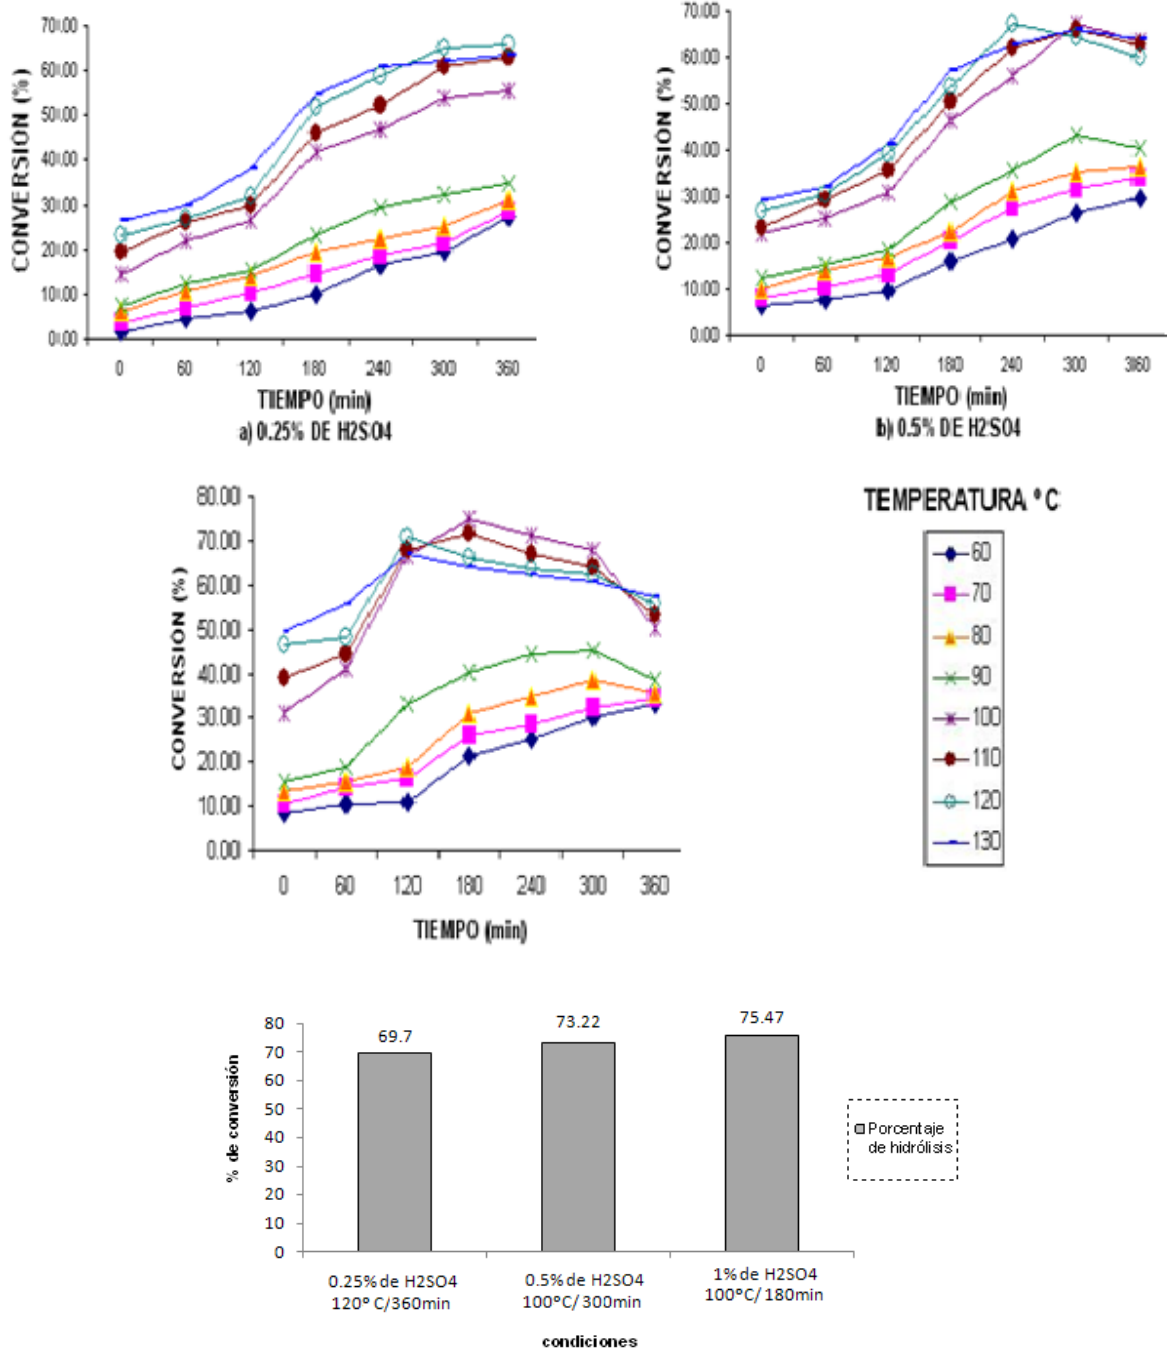 CONVERSIÓN (%)
70.00
60.00
50.00
40.00
30.00
20.00
10.00
0.00
0 60 120 180 240 300 360
TIEMPO (min)
a) 0.25% DE H2SO4
CONVERSIÓN (%)
70.00
60.00
50.00
40.00
30.00
20.00
10.00
0.00
0 60 120 180 240 300 360
TIEMPO (min)
b) 0.5% DE H2SO4
CONVERSIÓN (%)
80.00
70.00
60.00
50.00
40.00
30.00
20.00
10.00
0.00
0 60 120 180 240 300 360
TIEMPO (min)
TEMPERATURA °C
60
70
80
90
100
110
120
130
% de conversión
80
70
60
50
40
30
20
10
0
69.7
73.22
75.47
0.25% de H2SO4
120° C/360min
0.5% de H2SO4
100°C/300min
1% de H2SO4
100°C/180min
condiciones
Porcentaje
de hidrólisis